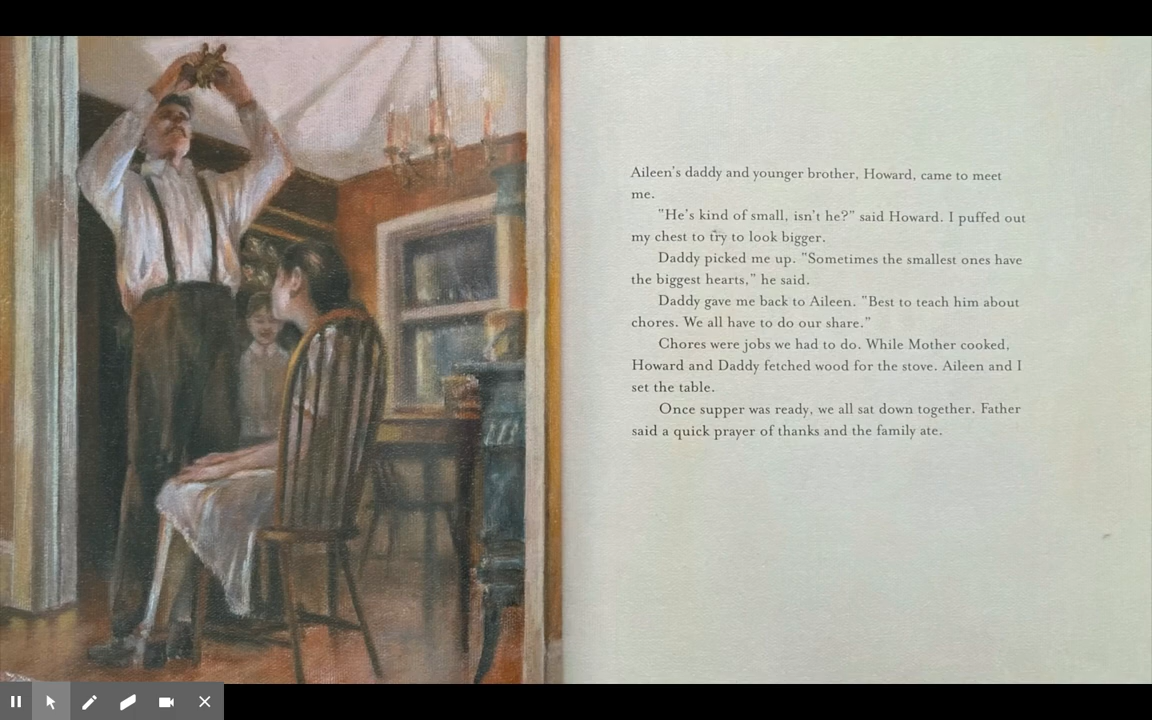 Aileen's daddy and younger brother, Howard, came to meet
me.
"He's kind of small, isn't he?" said Howard. I puffed out
my chest to try to look bigger.
Daddy picked me up. "Sometimes the smallest ones have
the biggest hearts," he said.
Daddy gave me back to Aileen. "Best to teach him about
chores. We all have to do our share."
Chores were jobs we had to do. While Mother cooked,
Howard and Daddy fetched wood for the stove. Aileen and I
set the table.
Once supper was ready, we all sat down together. Father
said a quick prayer of thanks and the family ate.